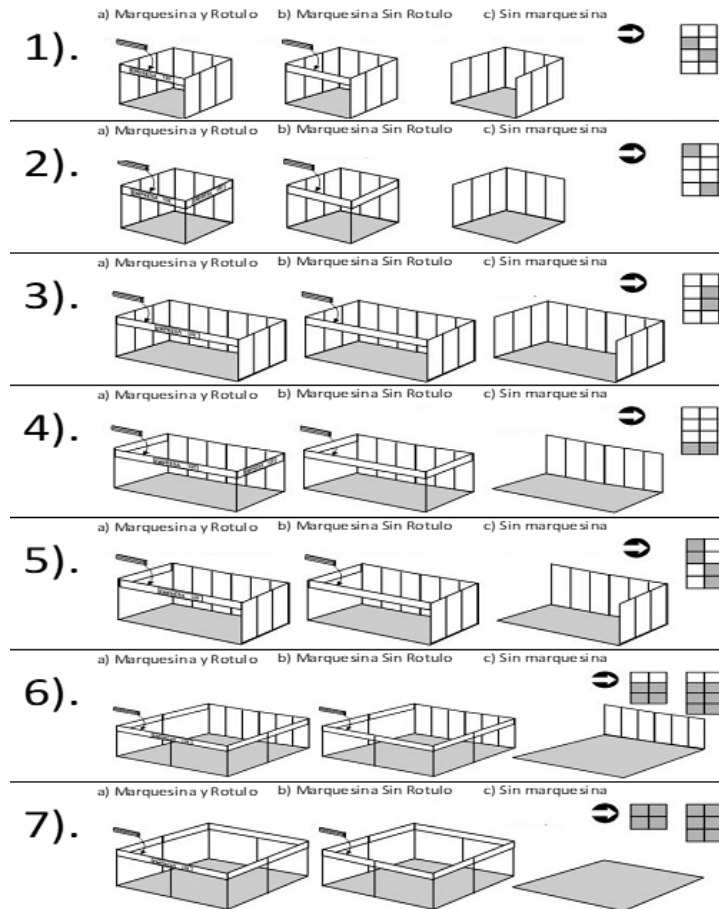 a) Marquesina y Rotulo b) Marquesina Sin Rotulo c) Sin marquesina
1).
a) Marquesina y Rotulo b) Marquesina Sin Rotulo c) Sin marquesina
2).
a) Marquesina y Rotulo b) Marquesina Sin Rotulo c) Sin marquesina
3).
a) Marquesina y Rotulo b) Marquesina Sin Rotulo c) Sin marquesina
4).
a) Marquesina y Rotulo b) Marquesina Sin Rotulo c) Sin marquesina
5).
a) Marquesina y Rotulo b) Marquesina Sin Rotulo c) Sin marquesina
6).
a) Marquesina y Rotulo b) Marquesina Sin Rotulo c) Sin marquesina
7).